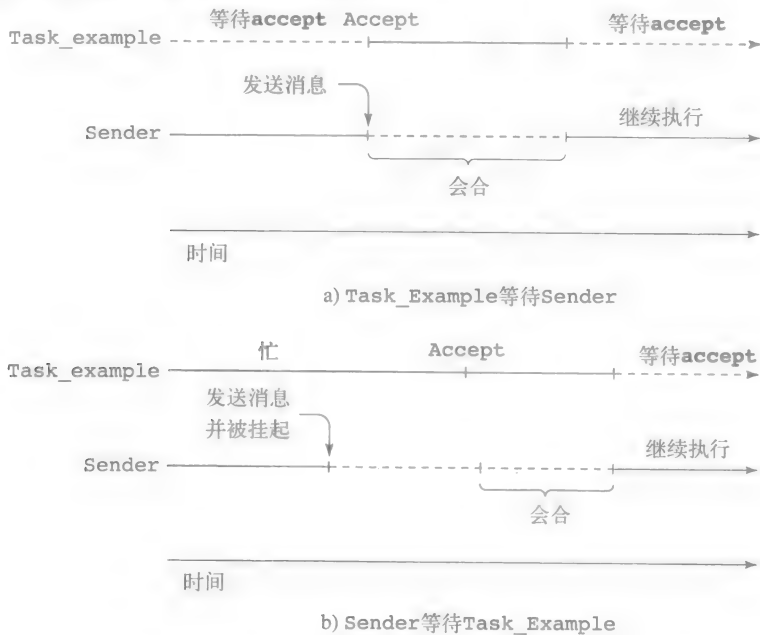 等待accept Accept 等待accept
Task_example
发送消息
Sender 继续执行
会合
时间
a) Task_Example等待Sender
忙 Accept 等待accept
Task_example
发送消息
并被挂起
Sender 继续执行
会合
时间
b) Sender等待Task_Example